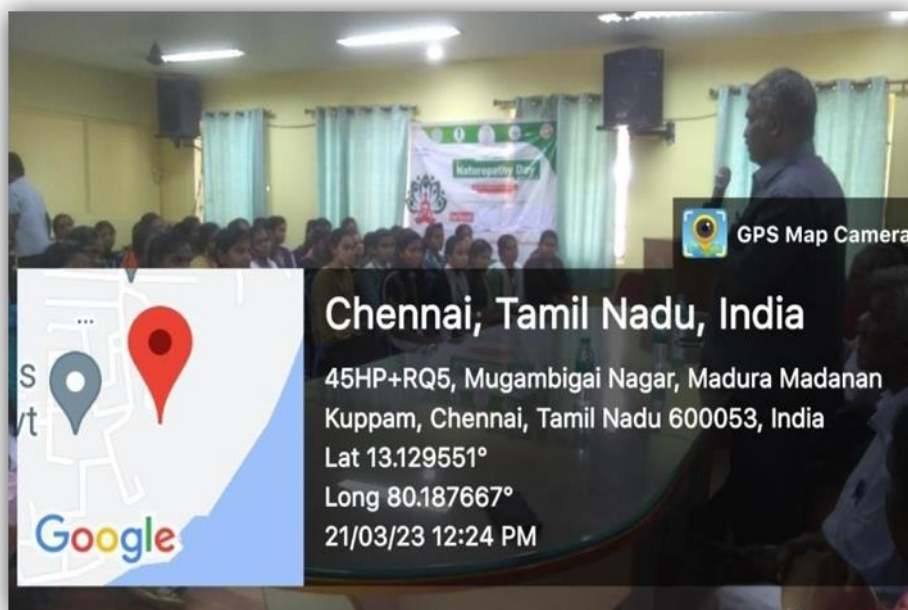 Naturopathy Day
GPS Map Camera
Chennai, Tamil Nadu, India
45HP+RQ5, Mugambigai Nagar, Madura Madanan
Kuppam, Chennai, Tamil Nadu 600053, India
Lat 13.129551°
Long 80.187667°
21/03/23 12:24 PM
s
vt
Google